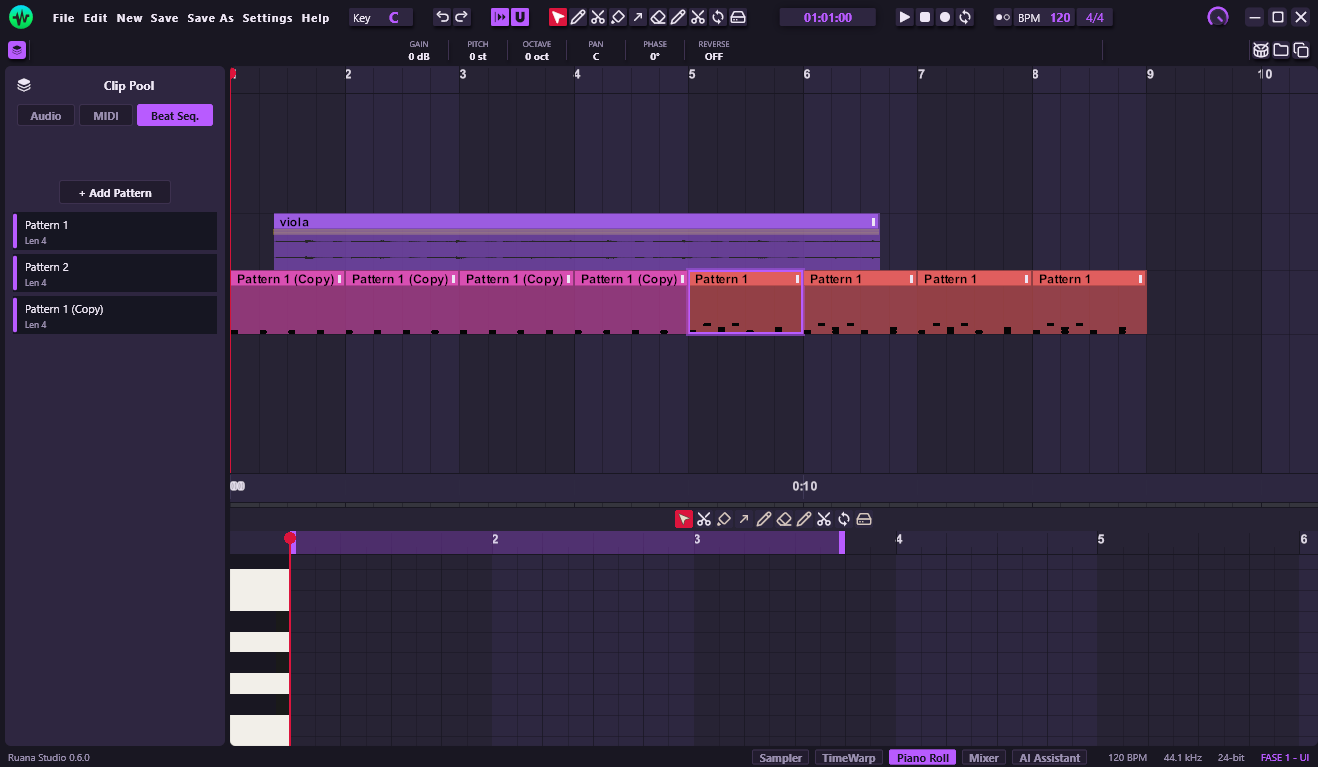 File Edit New Save Save As Settings Help Key C 01:01:00 BPM 120 4/4
GAIN PITCH OCTAVE PAN PHASE REVERSE
0 dB 0 st 0 oct C 0° OFF
Clip Pool
Audio MIDI Beat Seq.
+ Add Pattern
Pattern 1
Len 4
Pattern 2
Len 4
Pattern 1 (Copy)
Len 4
2 3 4 5 6 7 8 9 10
viola
Pattern 1 (Copy) Pattern 1 (Copy) Pattern 1 (Copy) Pattern 1 (Copy) Pattern 1 Pattern 1 Pattern 1 Pattern 1
0:10
2 3 4 5 6
Ruana Studio 0.6.0
Sampler TimeWarp Piano Roll Mixer AI Assistant 120 BPM 44.1 kHz 24-bit FASE 1 - UI